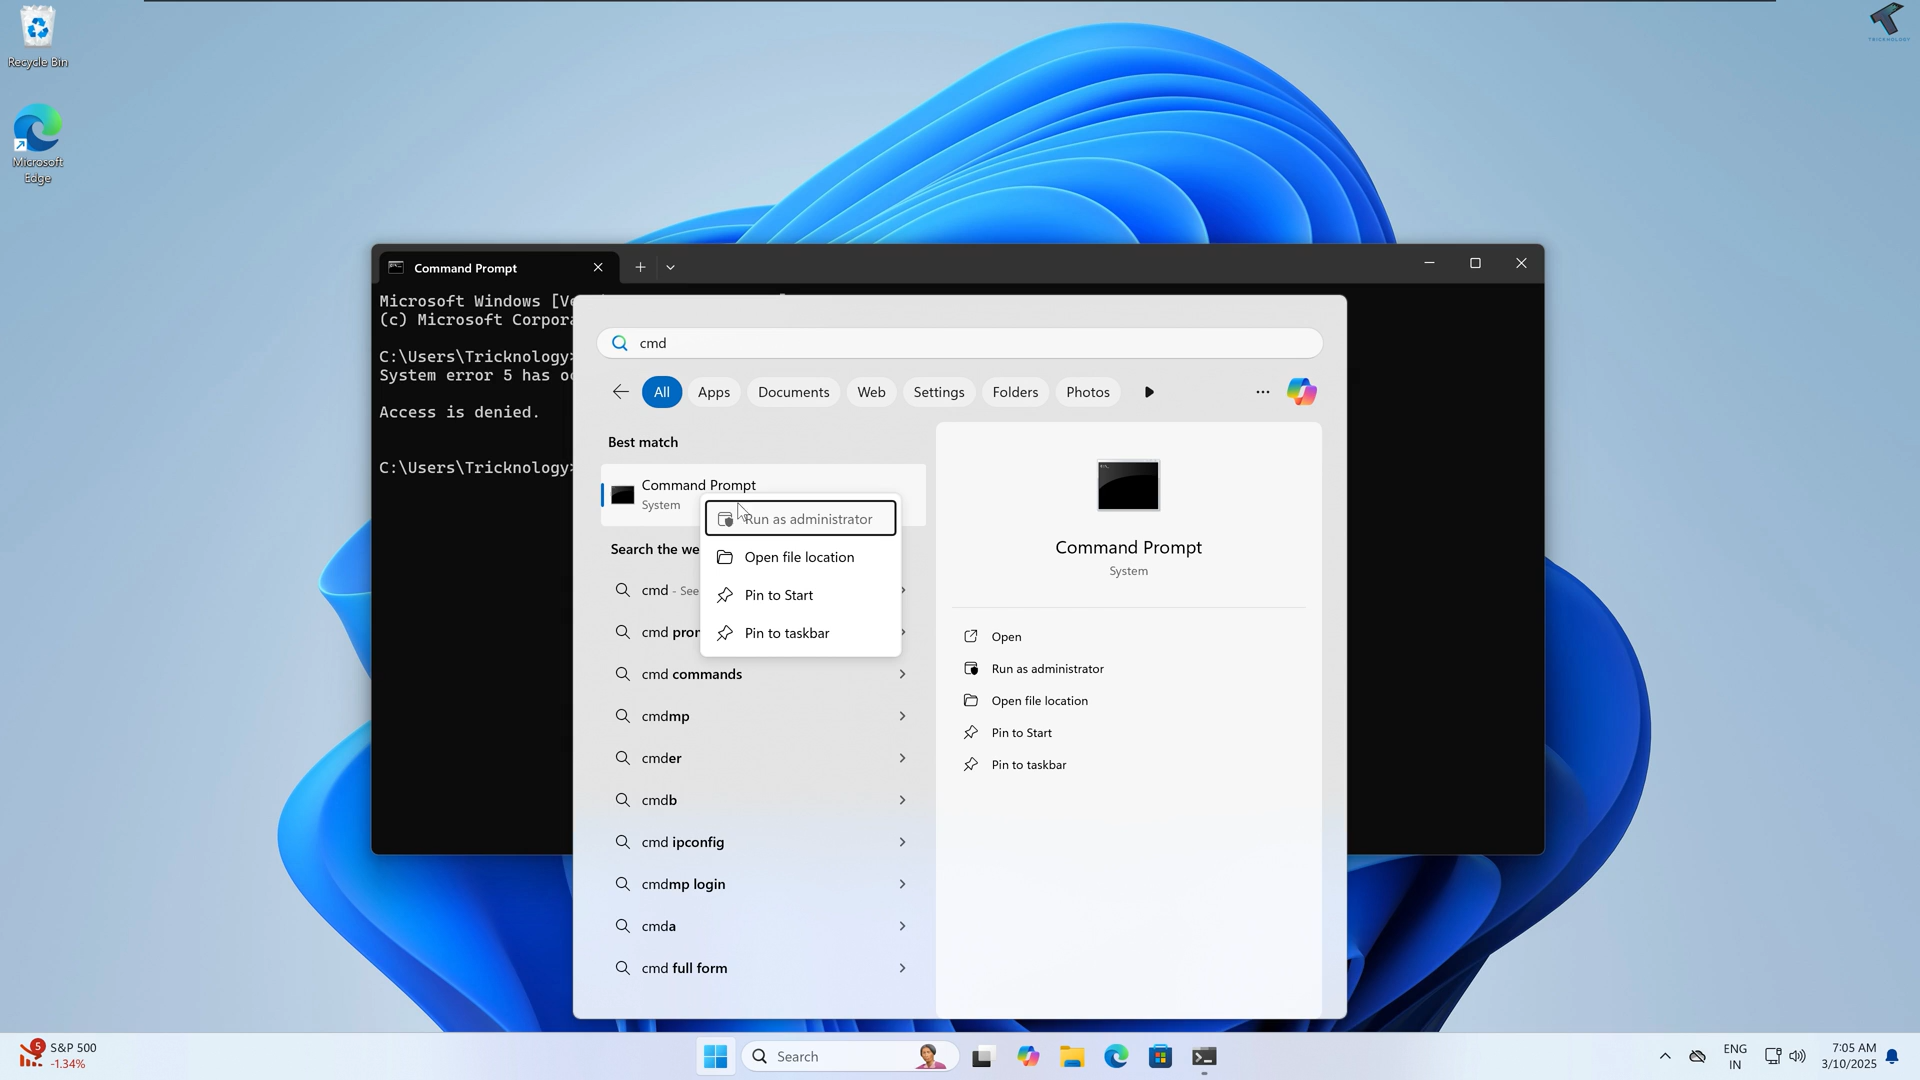 Recycle Bin
Microsoft
Edge
TRICKNOLOGY
Command Prompt
Microsoft Windows [Ve
(c) Microsoft Corpora
C:\Users\Tricknology>
System error 5 has oc
Access is denied.
C:\Users\Tricknology>
cmd
All
Apps
Documents
Web
Settings
Folders
Photos
Best match
Command Prompt
System
Run as administrator
Open file location
Pin to Start
Pin to taskbar
Search the we
cmd - See
cmd pron
cmd commands
cmdmp
cmder
cmdb
cmd ipconfig
cmdmp login
cmda
cmd full form
Command Prompt
System
Open
Run as administrator
Open file location
Pin to Start
Pin to taskbar
5
S&P 500
-1.34%
Search
ENG
IN
7:05 AM
3/10/2025